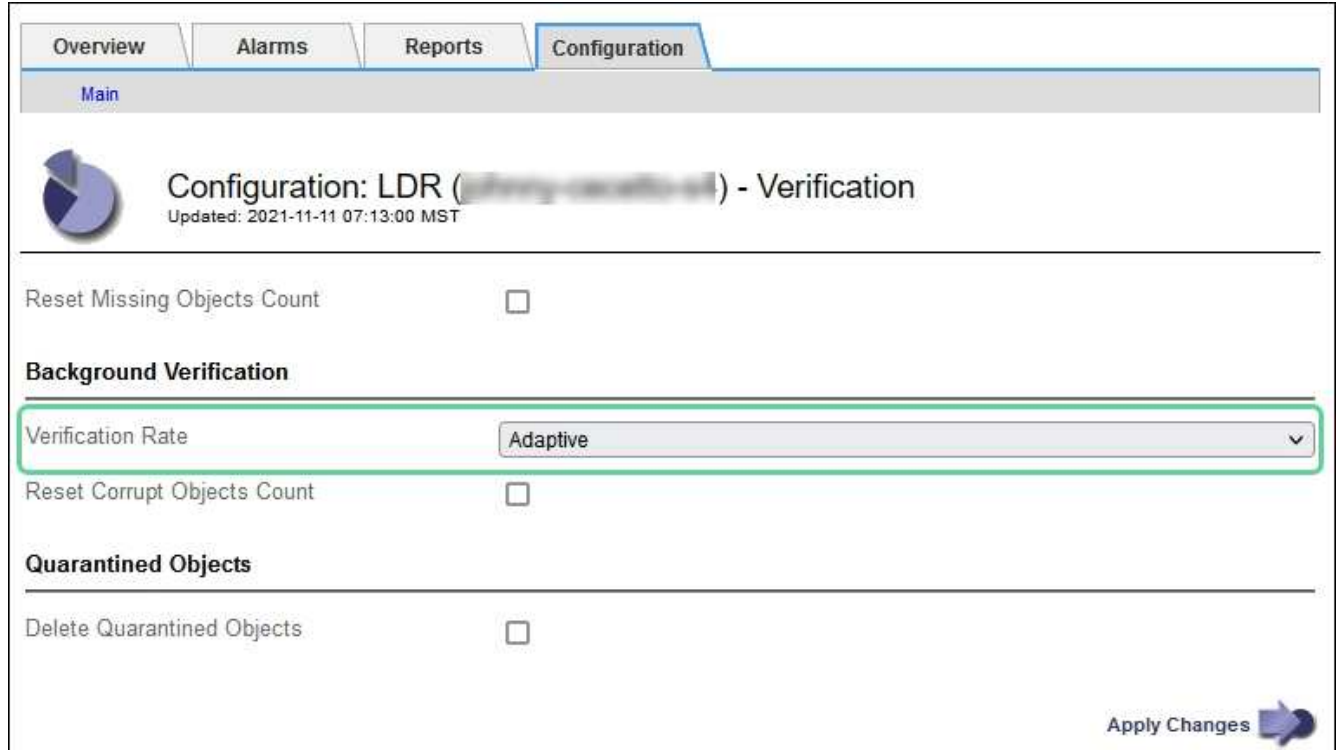 Overview Alarms Reports Configuration
Main
Configuration: LDR ( ) - Verification
Updated: 2021-11-11 07:13:00 MST
Reset Missing Objects Count
Background Verification
Verification Rate Adaptive
Reset Corrupt Objects Count
Quarantined Objects
Delete Quarantined Objects
Apply Changes